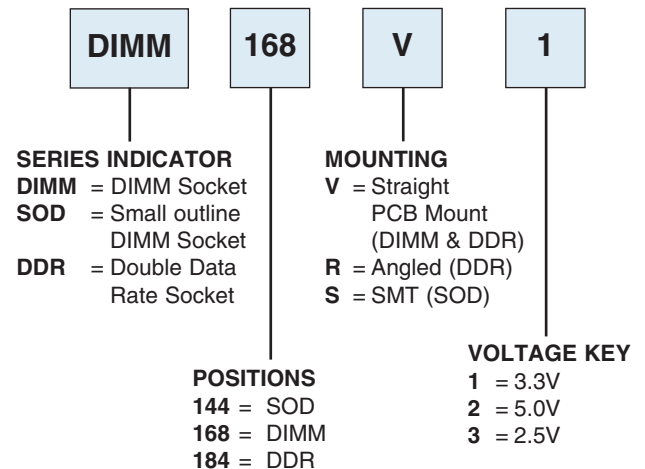 DIMM 168 V 1
SERIES INDICATOR
DIMM = DIMM Socket
SOD = Small outline
DIMM Socket
DDR = Double Data
Rate Socket
MOUNTING
V = Straight
PCB Mount
(DIMM & DDR)
R = Angled (DDR)
S = SMT (SOD)
POSITIONS
144 = SOD
168 = DIMM
184 = DDR
VOLTAGE KEY
1 = 3.3V
2 = 5.0V
3 = 2.5V